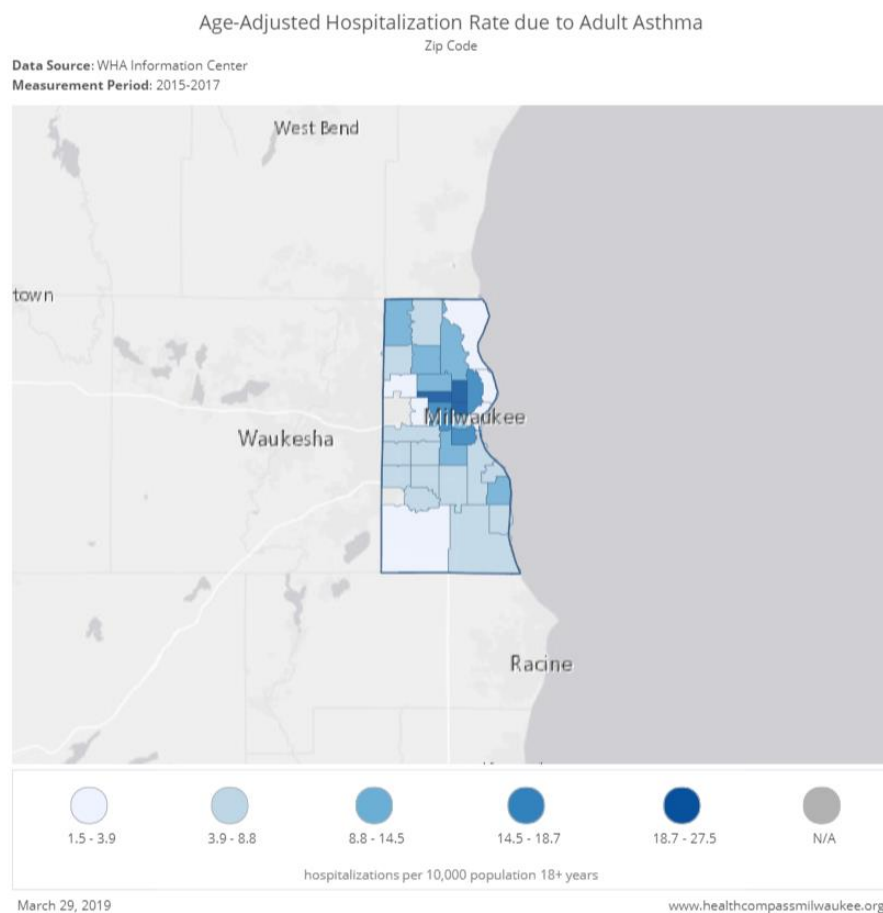 Age-Adjusted Hospitalization Rate due to Adult Asthma
Zip Code
Data Source: WHA Information Center
Measurement Period: 2015-2017
West Bend
town
Milwaukee
Waukesha
Racine
1.5 - 3.9
3.9 - 8.8
8.8 - 14.5
14.5 - 18.7
18.7 - 27.5
N/A
hospitalizations per 10,000 population 18+ years
March 29, 2019
www.healthcompassmilwaukee.org